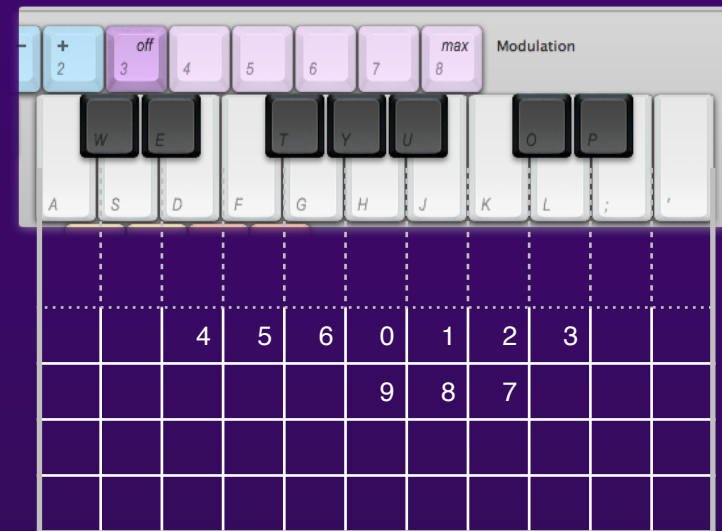 − + off max Modulation
2 3 4 5 6 7 8
W E T Y U O P
A S D F G H J K L ; '
4 5 6 0 1 2 3
9 8 7